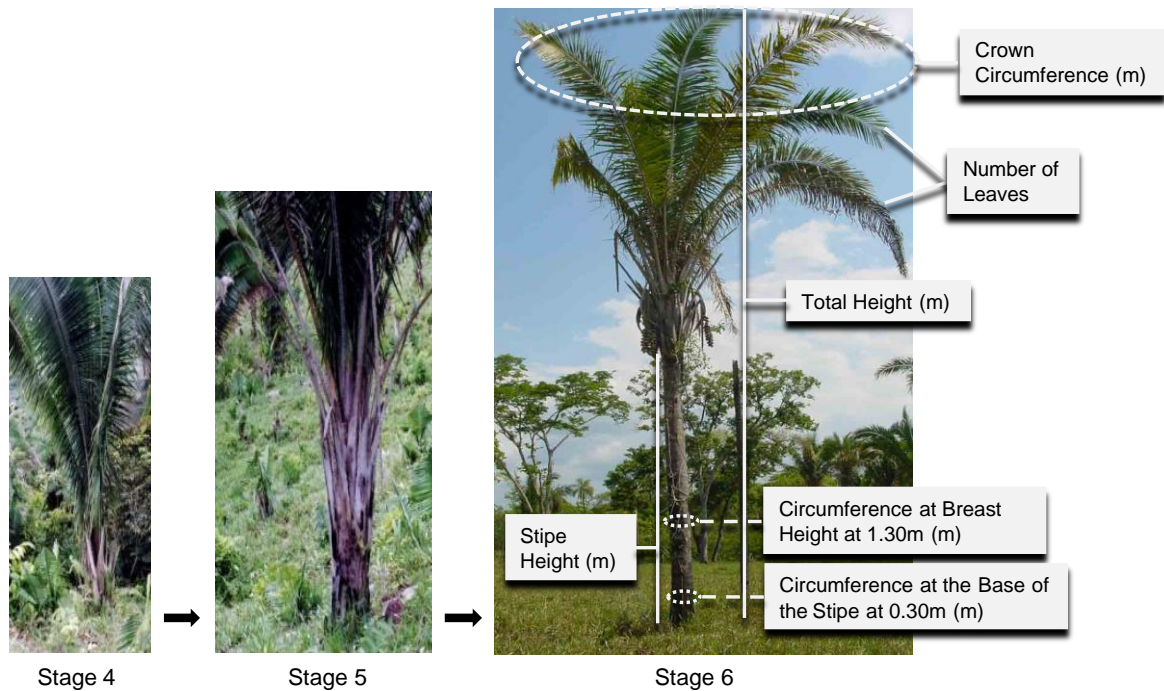 Crown
Circumference (m)
Number of
Leaves
Total Height (m)
Circumference at Breast
Height at 1.30m (m)
Stipe
Height (m)
Circumference at the Base of
the Stipe at 0.30m (m)
Stage 4
Stage 5
Stage 6